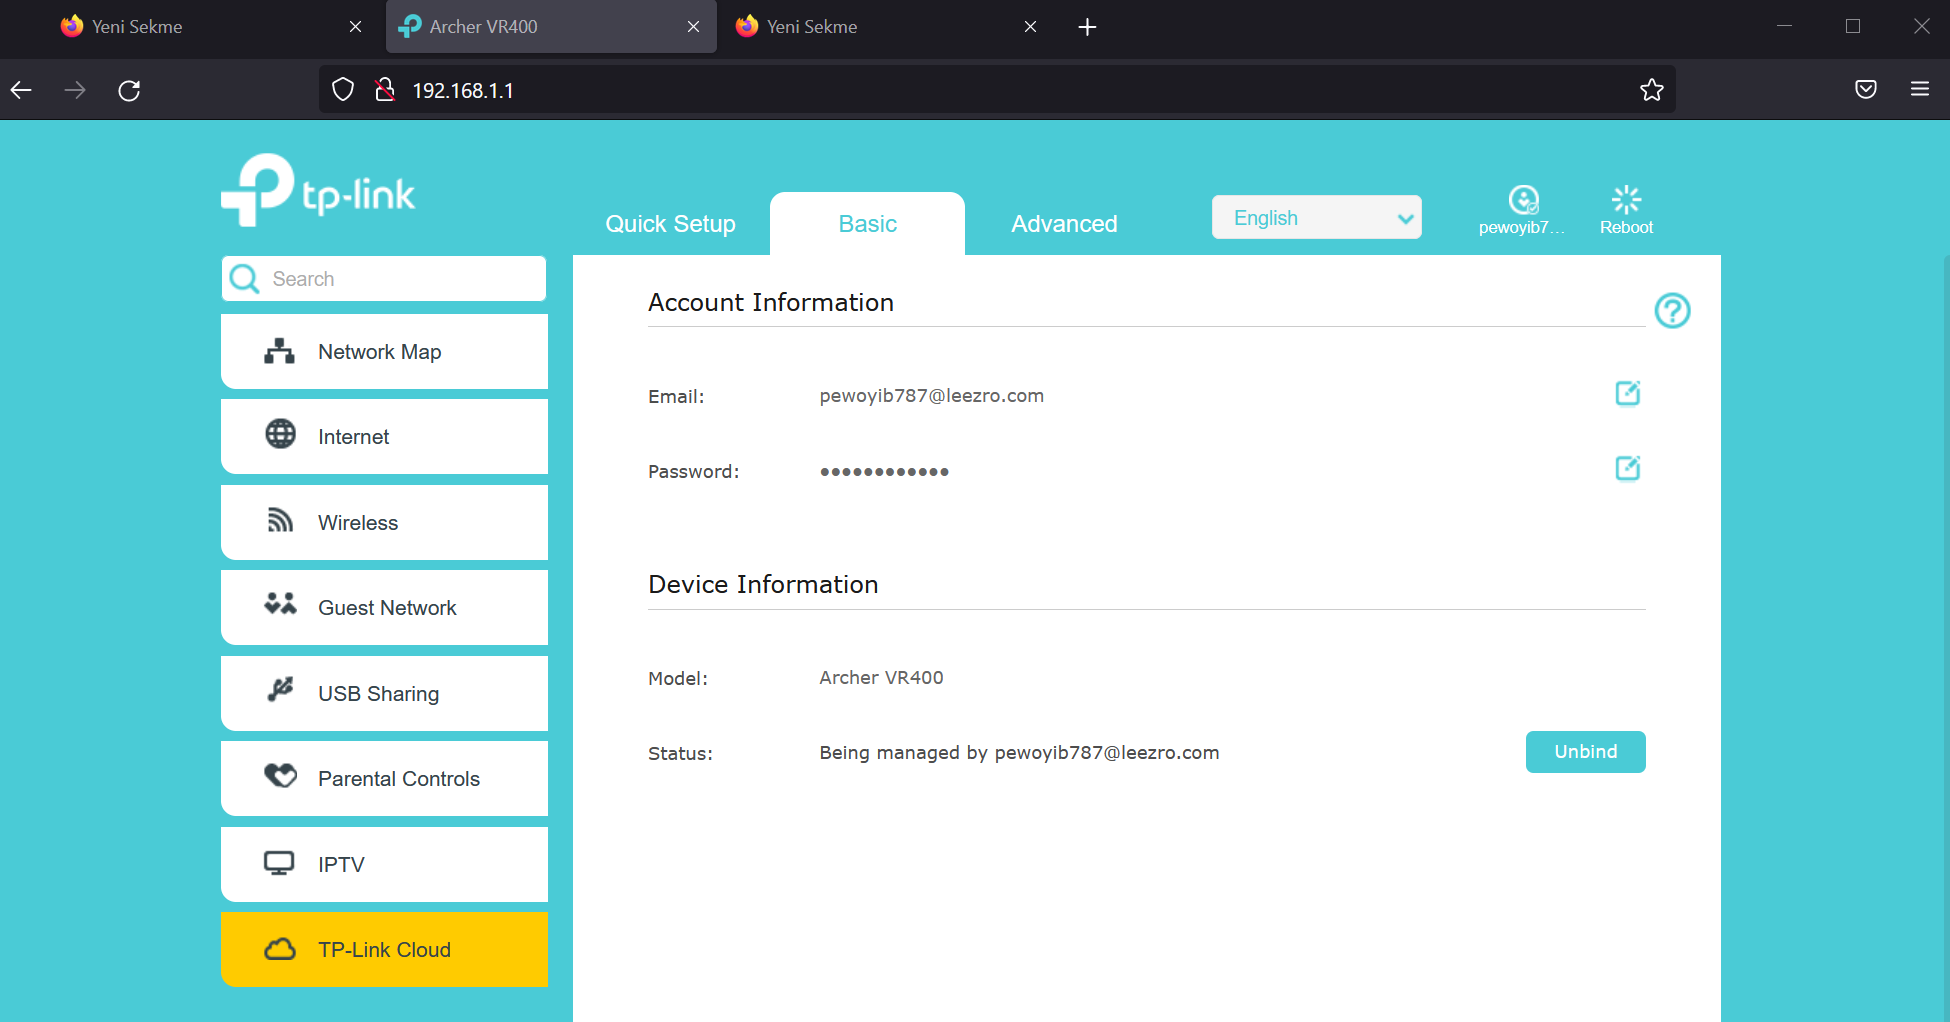 Yeni Sekme
Archer VR400
Yeni Sekme
192.168.1.1
tp-link
Quick Setup
Basic
Advanced
English
pewoyib7...
Reboot
Search
Network Map
Internet
Wireless
Guest Network
USB Sharing
Parental Controls
IPTV
TP-Link Cloud
Account Information
Email: pewoyib787@leezro.com
Password: ●●●●●●●●●●●●
Device Information
Model: Archer VR400
Status: Being managed by pewoyib787@leezro.com
Unbind